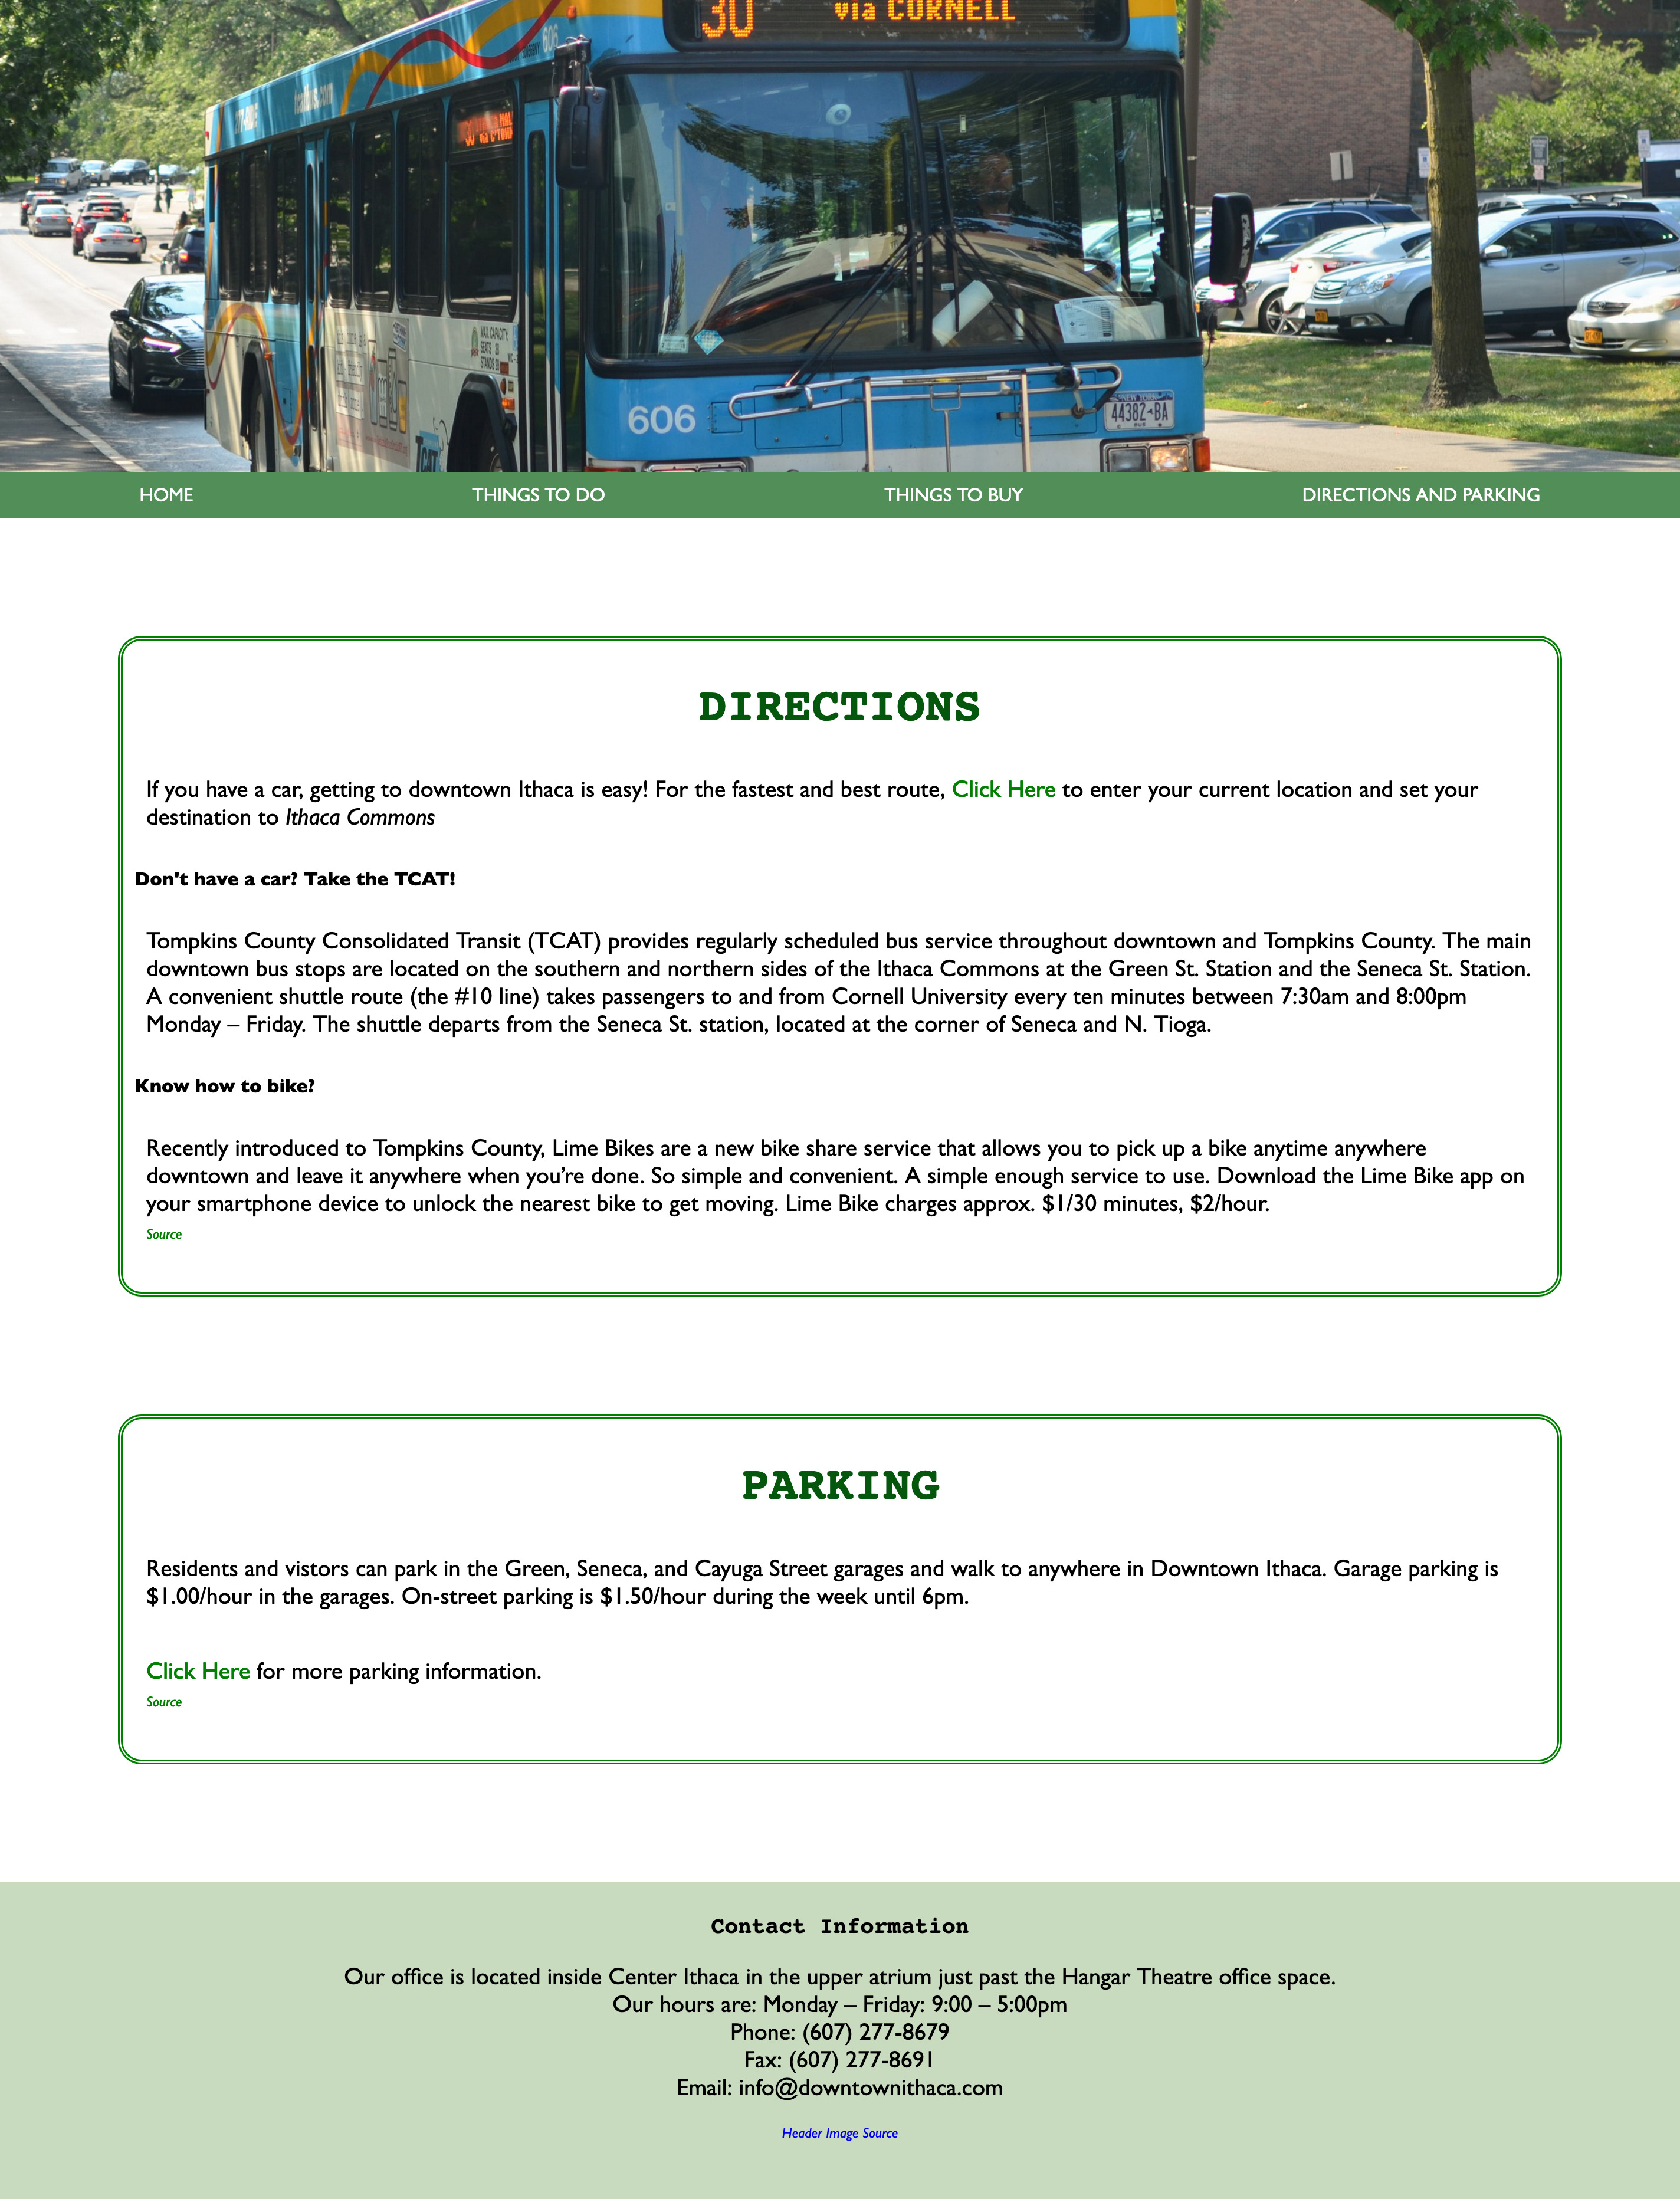 30 via CORNELL
606
277-RIDE tcatbus.com
30
MAX. CAPACITY
SEATS 38
606
44382-BA
HOME THINGS TO DO THINGS TO BUY DIRECTIONS AND PARKING
DIRECTIONS
If you have a car, getting to downtown Ithaca is easy! For the fastest and best route, Click Here to enter your current location and set your
destination to Ithaca Commons
Don't have a car? Take the TCAT!
Tompkins County Consolidated Transit (TCAT) provides regularly scheduled bus service throughout downtown and Tompkins County. The main
downtown bus stops are located on the southern and northern sides of the Ithaca Commons at the Green St. Station and the Seneca St. Station.
A convenient shuttle route (the #10 line) takes passengers to and from Cornell University every ten minutes between 7:30am and 8:00pm
Monday – Friday. The shuttle departs from the Seneca St. station, located at the corner of Seneca and N. Tioga.
Know how to bike?
Recently introduced to Tompkins County, Lime Bikes are a new bike share service that allows you to pick up a bike anytime anywhere
downtown and leave it anywhere when you’re done. So simple and convenient. A simple enough service to use. Download the Lime Bike app on
your smartphone device to unlock the nearest bike to get moving. Lime Bike charges approx. $1/30 minutes, $2/hour.
Source
PARKING
Residents and vistors can park in the Green, Seneca, and Cayuga Street garages and walk to anywhere in Downtown Ithaca. Garage parking is
$1.00/hour in the garages. On-street parking is $1.50/hour during the week until 6pm.
Click Here for more parking information.
Source
Contact Information
Our office is located inside Center Ithaca in the upper atrium just past the Hangar Theatre office space.
Our hours are: Monday – Friday: 9:00 – 5:00pm
Phone: (607) 277-8679
Fax: (607) 277-8691
Email: info@downtownithaca.com
Header Image Source